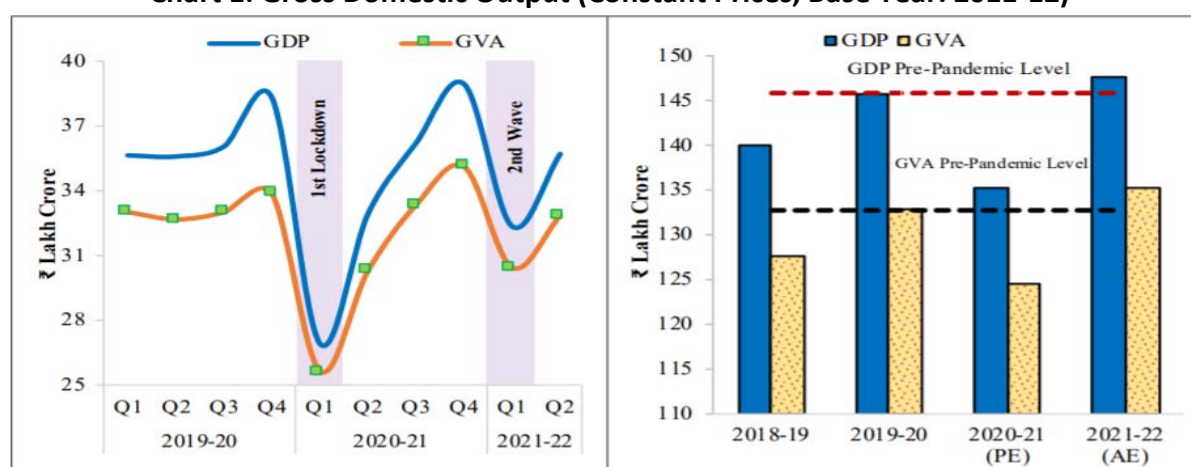 GDP GVA
40
37
34
31
28
25
₹ Lakh Crore
1st Lockdown
2nd Wave
Q1 Q2 Q3 Q4 Q1 Q2 Q3 Q4 Q1 Q2
2019-20 2020-21 2021-22
GDP GVA
150
145
140
135
130
125
120
115
110
₹ Lakh Crore
GDP Pre-Pandemic Level
GVA Pre-Pandemic Level
2018-19 2019-20 2020-21 2021-22
(PE) (AE)